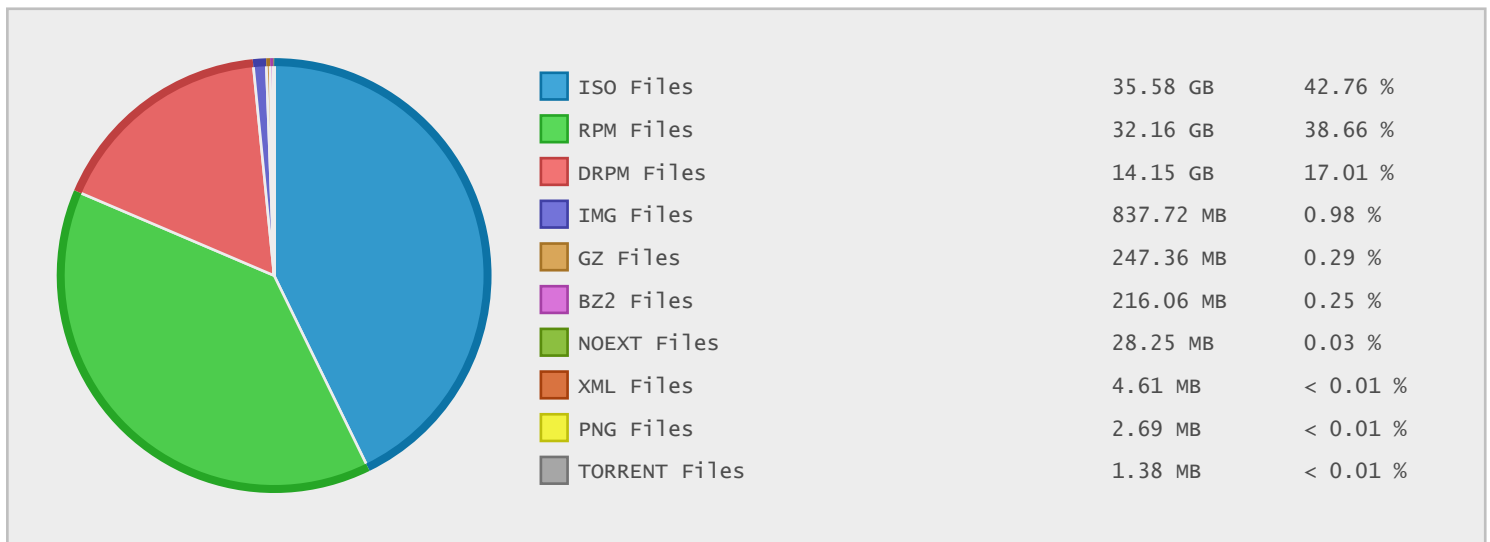 ISO Files 35.58 GB 42.76 %
RPM Files 32.16 GB 38.66 %
DRPM Files 14.15 GB 17.01 %
IMG Files 837.72 MB 0.98 %
GZ Files 247.36 MB 0.29 %
BZ2 Files 216.06 MB 0.25 %
NOEXT Files 28.25 MB 0.03 %
XML Files 4.61 MB < 0.01 %
PNG Files 2.69 MB < 0.01 %
TORRENT Files 1.38 MB < 0.01 %